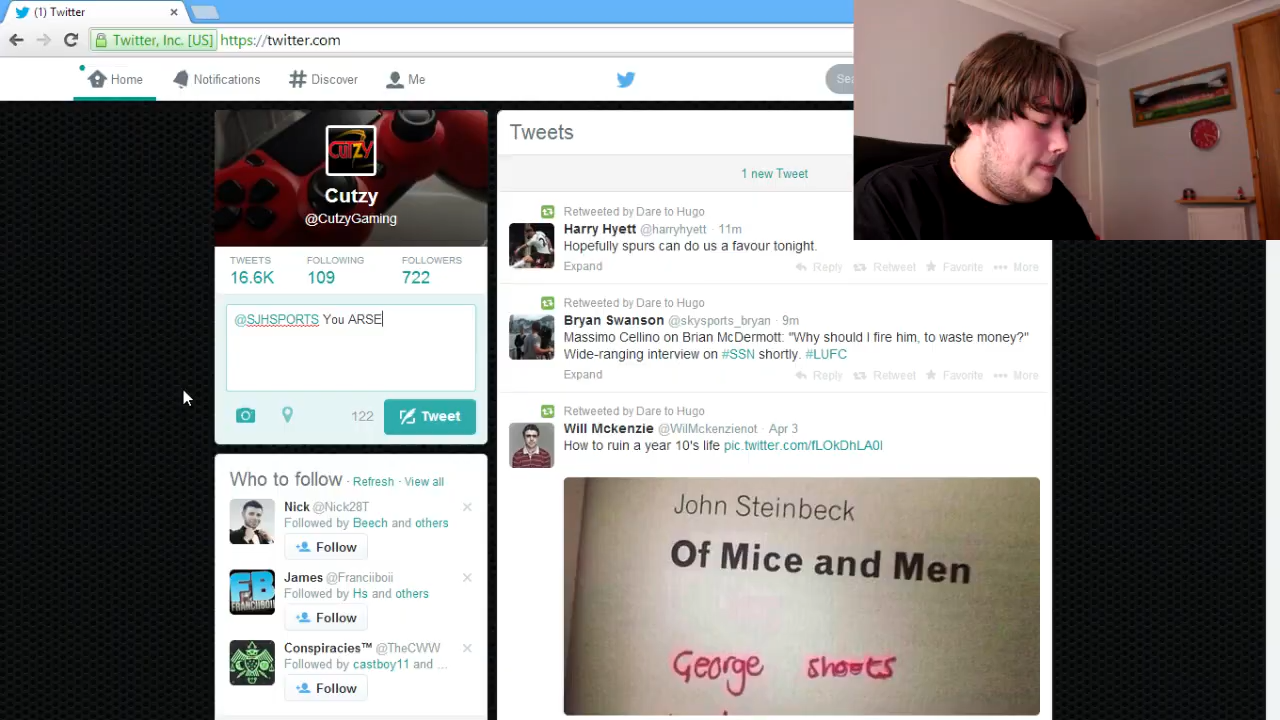 (1) Twitter
Twitter, Inc. [US] https://twitter.com
Home Notifications Discover Me Sea
CUTZY
Cutzy
@CutzyGaming
TWEETS FOLLOWING FOLLOWERS
16.6K 109 722
@SJHSPORTS You ARSE
122 Tweet
Who to follow · Refresh · View all
Nick @Nick28T
Followed by Beech and others
Follow
FB
FRANCIIBOII
James @Franciiboii
Followed by Hs and others
Follow
Conspiracies™ @TheCWW
Followed by castboy11 and ...
Follow
Tweets
1 new Tweet
Retweeted by Dare to Hugo
Harry Hyett @harryhyett · 11m
Hopefully spurs can do us a favour tonight.
Expand Reply Retweet Favorite More
Retweeted by Dare to Hugo
Bryan Swanson @skysports_bryan · 9m
Massimo Cellino on Brian McDermott: "Why should I fire him, to waste money?"
Wide-ranging interview on #SSN shortly. #LUFC
Expand Reply Retweet Favorite More
Retweeted by Dare to Hugo
Will Mckenzie @WillMckenzienot · Apr 3
How to ruin a year 10's life pic.twitter.com/fLOkDhLA0l
John Steinbeck
Of Mice and Men
George shoots